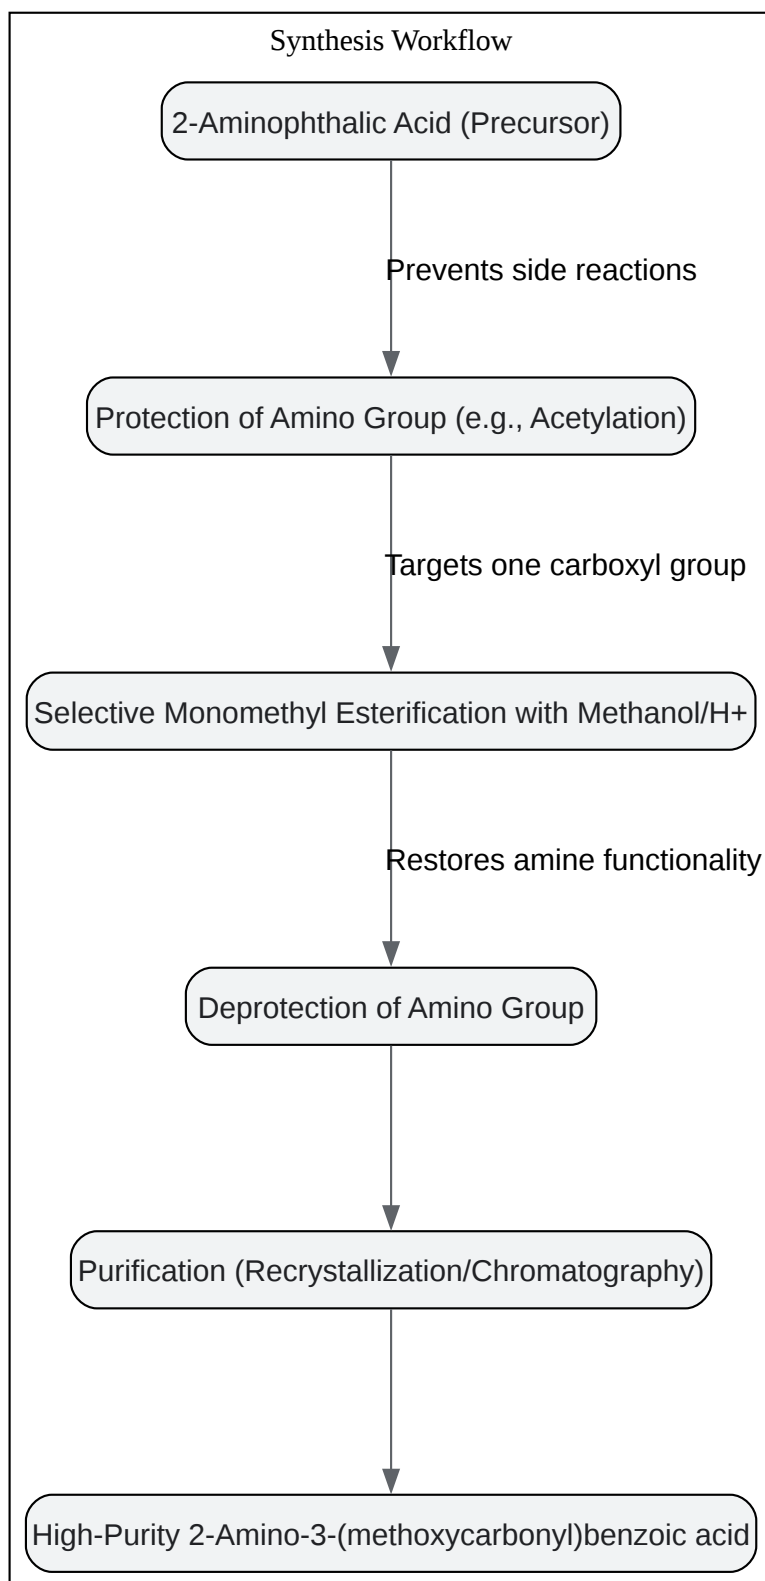 Synthesis Workflow
2-Aminophthalic Acid (Precursor)
Prevents side reactions
Protection of Amino Group (e.g., Acetylation)
Targets one carboxyl group
Selective Monomethyl Esterification with Methanol/H+
Restores amine functionality
Deprotection of Amino Group
Purification (Recrystallization/Chromatography)
High-Purity 2-Amino-3-(methoxycarbonyl)benzoic acid